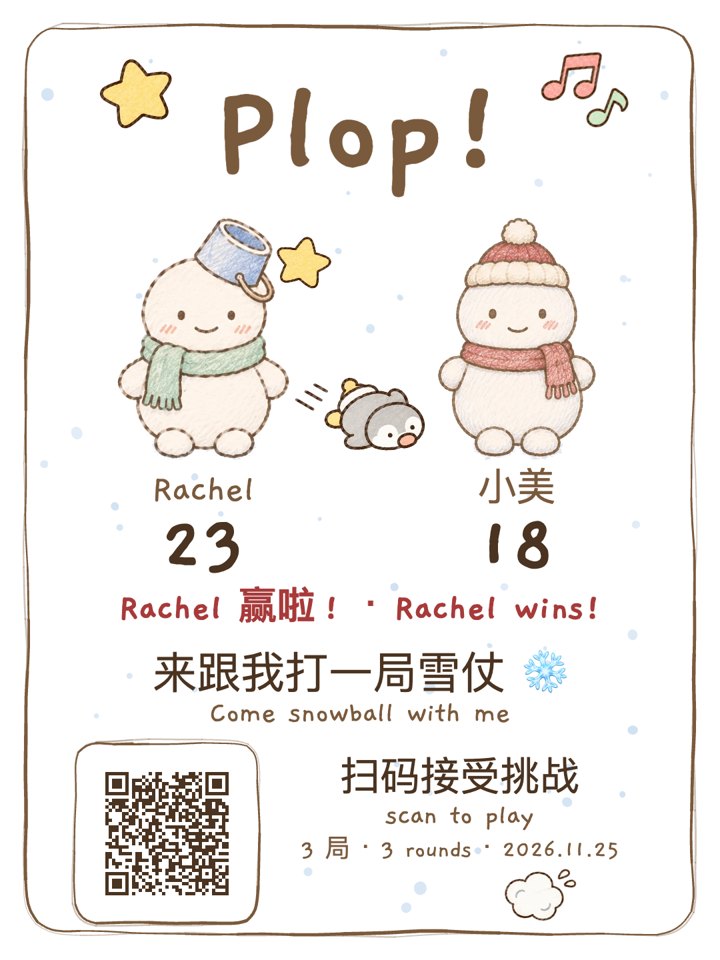 Plop!
Rachel
小美
23
18
Rachel 赢啦！ · Rachel wins!
来跟我打一局雪仗 ❄️
Come snowball with me
扫码接受挑战
scan to play
3 局 · 3 rounds · 2026.11.25